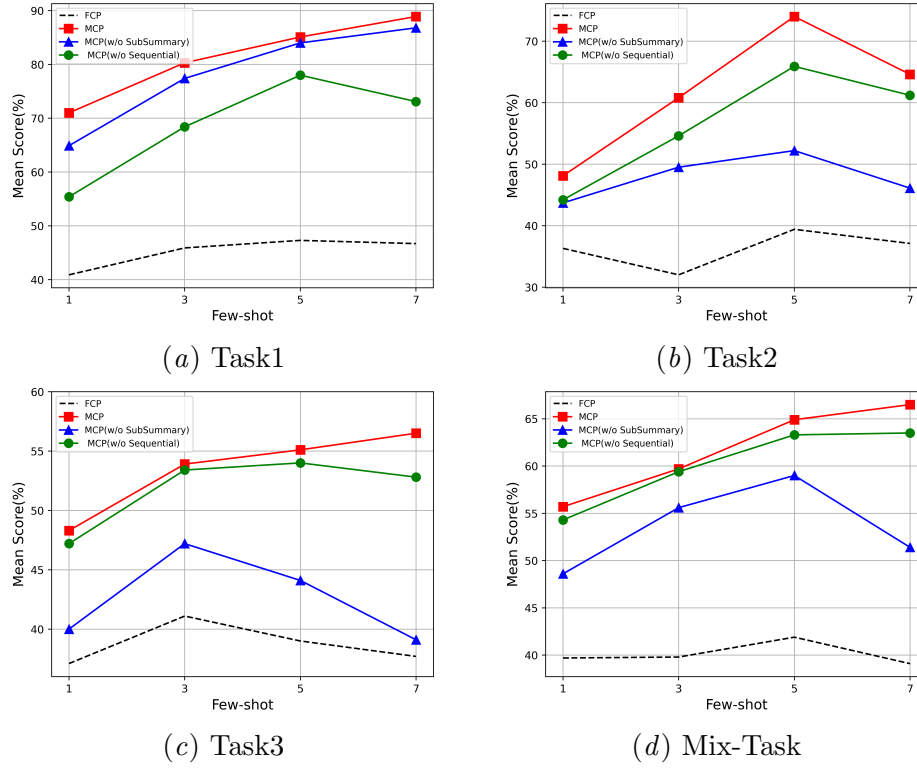 FCP
MCP
MCP(w/o SubSummary)
MCP(w/o Sequential)
90
80
70
60
50
40
Mean Score(%)
1 3 5 7
Few-shot
(a) Task1
FCP
MCP
MCP(w/o SubSummary)
MCP(w/o Sequential)
70
60
50
40
30
Mean Score(%)
1 3 5 7
Few-shot
(b) Task2
FCP
MCP
MCP(w/o SubSummary)
MCP(w/o Sequential)
60
55
50
45
40
Mean Score(%)
1 3 5 7
Few-shot
(c) Task3
FCP
MCP
MCP(w/o SubSummary)
MCP(w/o Sequential)
65
60
55
50
45
40
Mean Score(%)
1 3 5 7
Few-shot
(d) Mix-Task